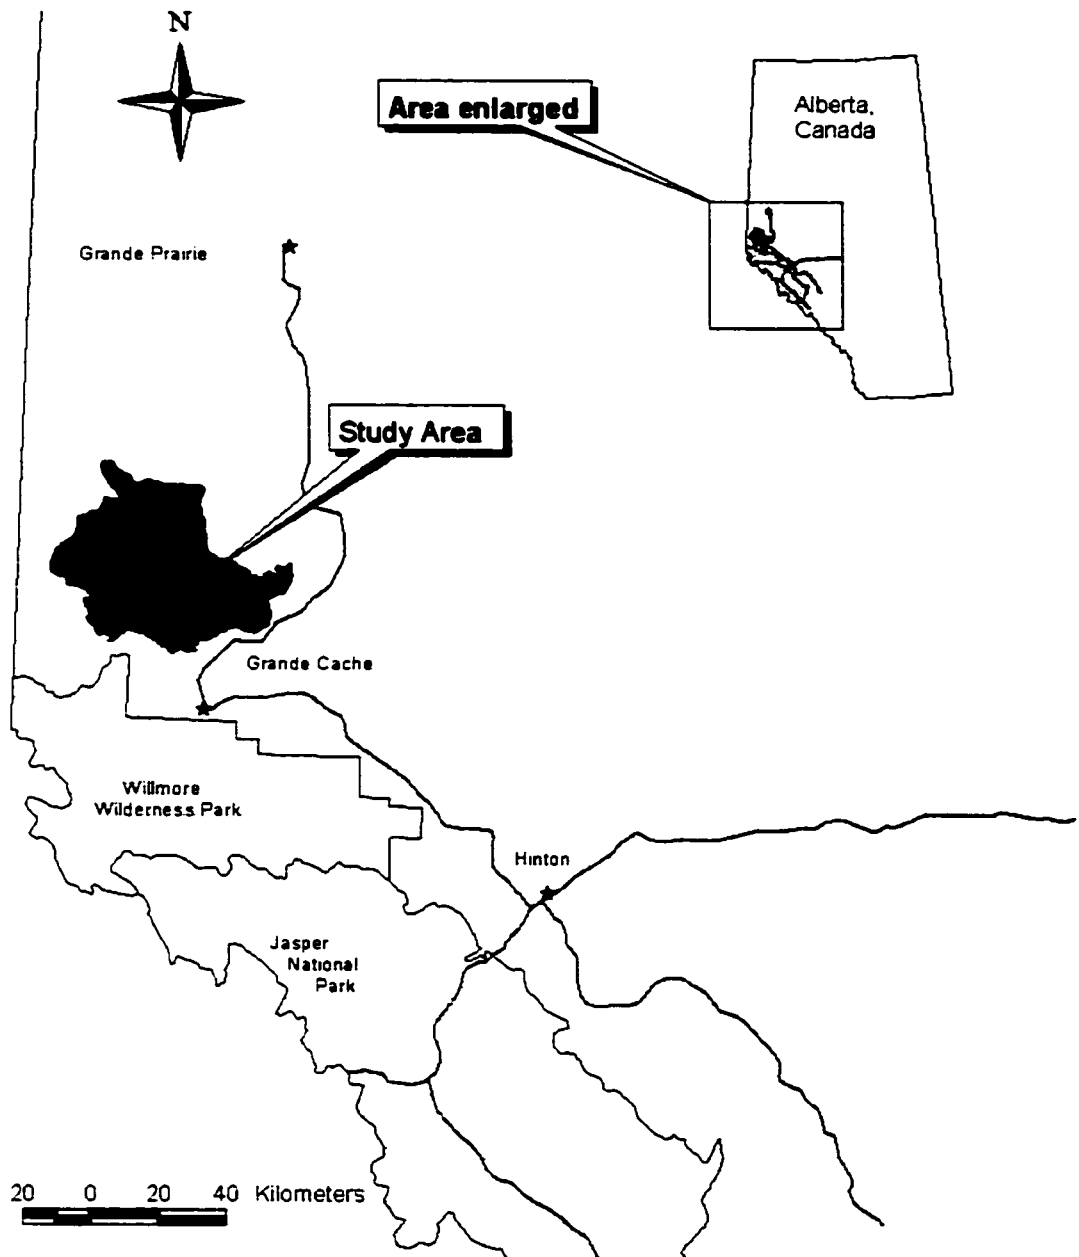 N
Area enlarged
Alberta,
Canada
Grande Prairie
Study Area
Grande Cache
Willmore
Wilderness Park
Hinton
Jasper
National
Park
20 0 20 40 Kilometers